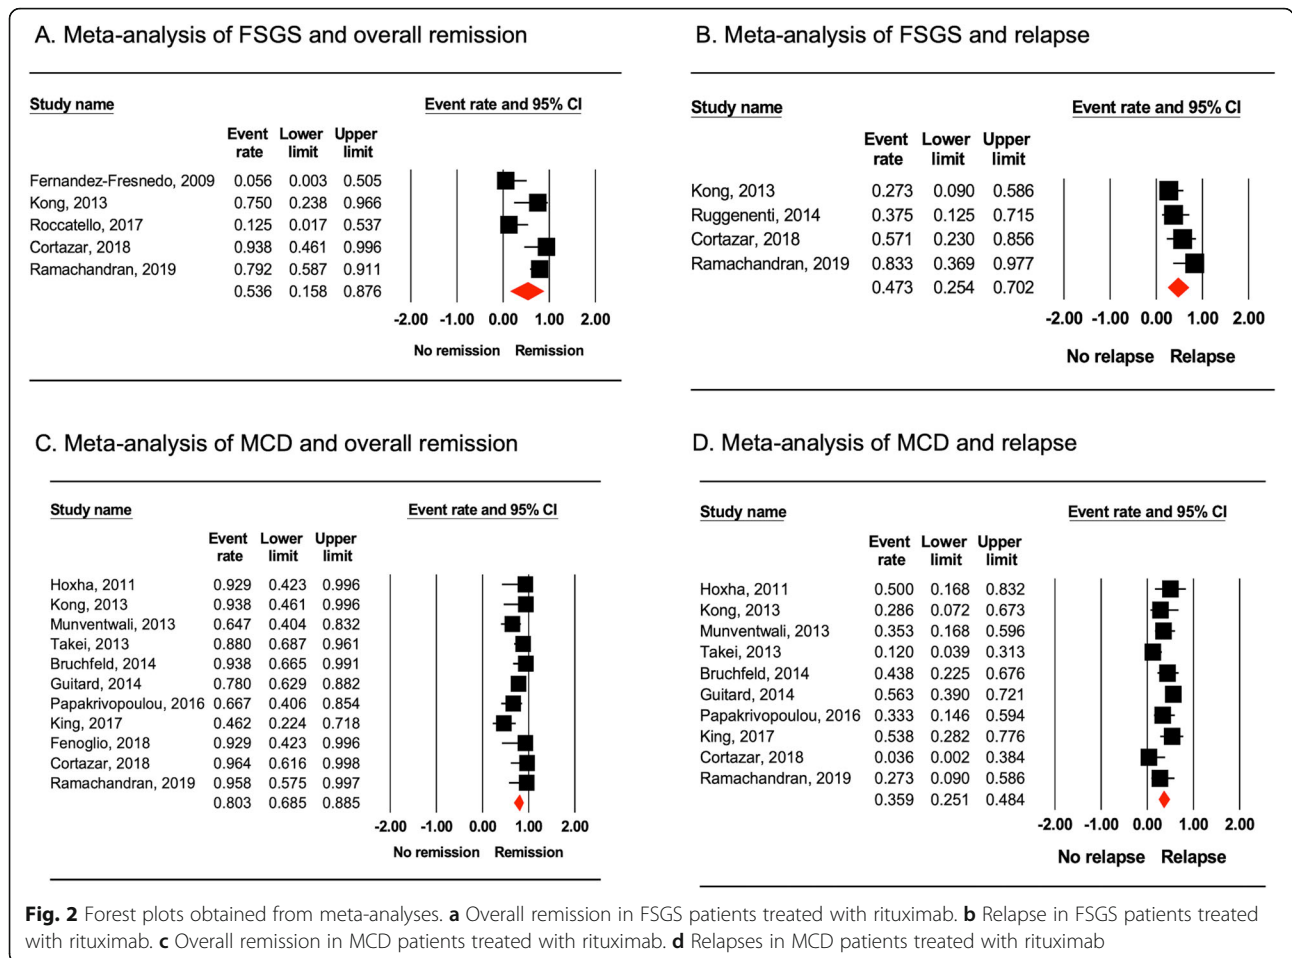 A. Meta-analysis of FSGS and overall remission
Study name Event rate and 95% CI
Event Lower Upper
rate limit limit
Fernandez-Fresnedo, 2009 0.056 0.003 0.505
Kong, 2013 0.750 0.238 0.966
Roccatello, 2017 0.125 0.017 0.537
Cortazar, 2018 0.938 0.461 0.996
Ramachandran, 2019 0.792 0.587 0.911
0.536 0.158 0.876
-2.00 -1.00 0.00 1.00 2.00
No remission Remission
B. Meta-analysis of FSGS and relapse
Study name Event rate and 95% CI
Event Lower Upper
rate limit limit
Kong, 2013 0.273 0.090 0.586
Ruggenenti, 2014 0.375 0.125 0.715
Cortazar, 2018 0.571 0.230 0.856
Ramachandran, 2019 0.833 0.369 0.977
0.473 0.254 0.702
-2.00 -1.00 0.00 1.00 2.00
No relapse Relapse
C. Meta-analysis of MCD and overall remission
Study name Event rate and 95% CI
Event Lower Upper
rate limit limit
Hoxha, 2011 0.929 0.423 0.996
Kong, 2013 0.938 0.461 0.996
Munventwali, 2013 0.647 0.404 0.832
Takei, 2013 0.880 0.687 0.961
Bruchfeld, 2014 0.938 0.665 0.991
Guitard, 2014 0.780 0.629 0.882
Papakrivopoulou, 2016 0.667 0.406 0.854
King, 2017 0.462 0.224 0.718
Fenoglio, 2018 0.929 0.423 0.996
Cortazar, 2018 0.964 0.616 0.998
Ramachandran, 2019 0.958 0.575 0.997
0.803 0.685 0.885
-2.00 -1.00 0.00 1.00 2.00
No remission Remission
D. Meta-analysis of MCD and relapse
Study name Event rate and 95% CI
Event Lower Upper
rate limit limit
Hoxha, 2011 0.500 0.168 0.832
Kong, 2013 0.286 0.072 0.673
Munventwali, 2013 0.353 0.168 0.596
Takei, 2013 0.120 0.039 0.313
Bruchfeld, 2014 0.438 0.225 0.676
Guitard, 2014 0.563 0.390 0.721
Papakrivopoulou, 2016 0.333 0.146 0.594
King, 2017 0.538 0.282 0.776
Cortazar, 2018 0.036 0.002 0.384
Ramachandran, 2019 0.273 0.090 0.586
0.359 0.251 0.484
-2.00 -1.00 0.00 1.00 2.00
No relapse Relapse
Fig. 2 Forest plots obtained from meta-analyses. a Overall remission in FSGS patients treated with rituximab. b Relapse in FSGS patients treated
with rituximab. c Overall remission in MCD patients treated with rituximab. d Relapses in MCD patients treated with rituximab